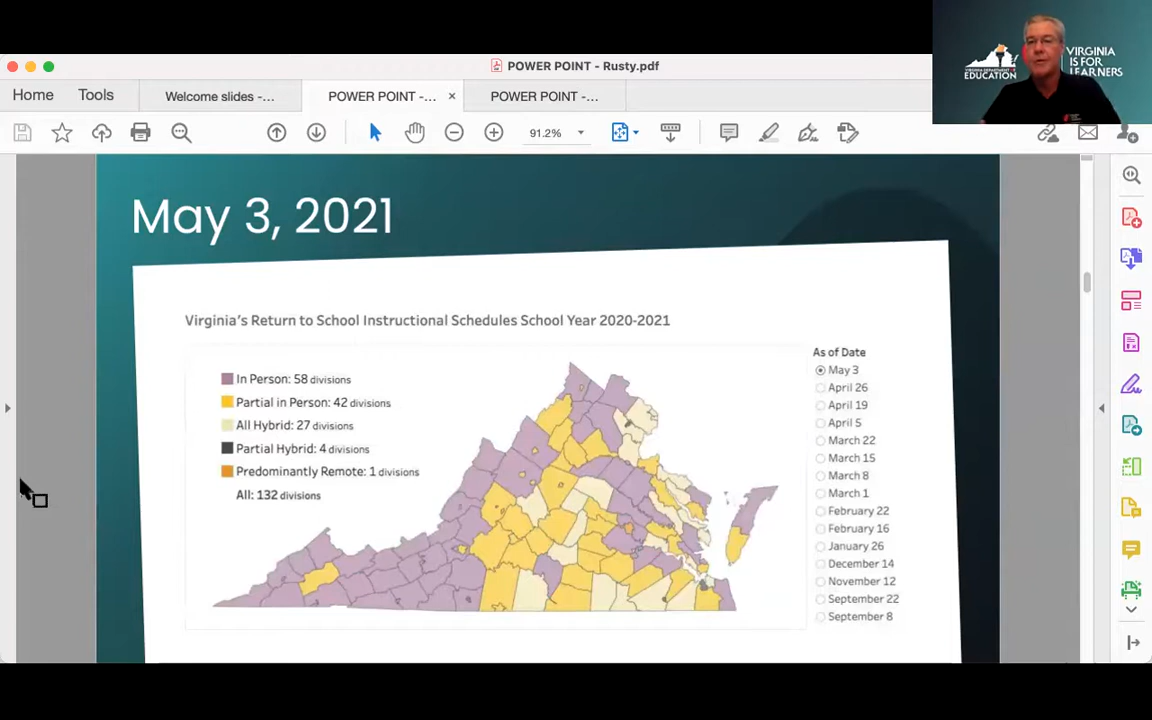 POWER POINT - Rusty.pdf
VIRGINIA DEPARTMENT OF
EDUCATION
VIRGINIA
IS FOR
LEARNERS
Home
Tools
Welcome slides -...
POWER POINT -...
×
POWER POINT -...
91.2%
May 3, 2021
Virginia's Return to School Instructional Schedules School Year 2020-2021
In Person: 58 divisions
Partial in Person: 42 divisions
All Hybrid: 27 divisions
Partial Hybrid: 4 divisions
Predominantly Remote: 1 divisions
All: 132 divisions
As of Date
May 3
April 26
April 19
April 5
March 22
March 15
March 8
March 1
February 22
February 16
January 26
December 14
November 12
September 22
September 8